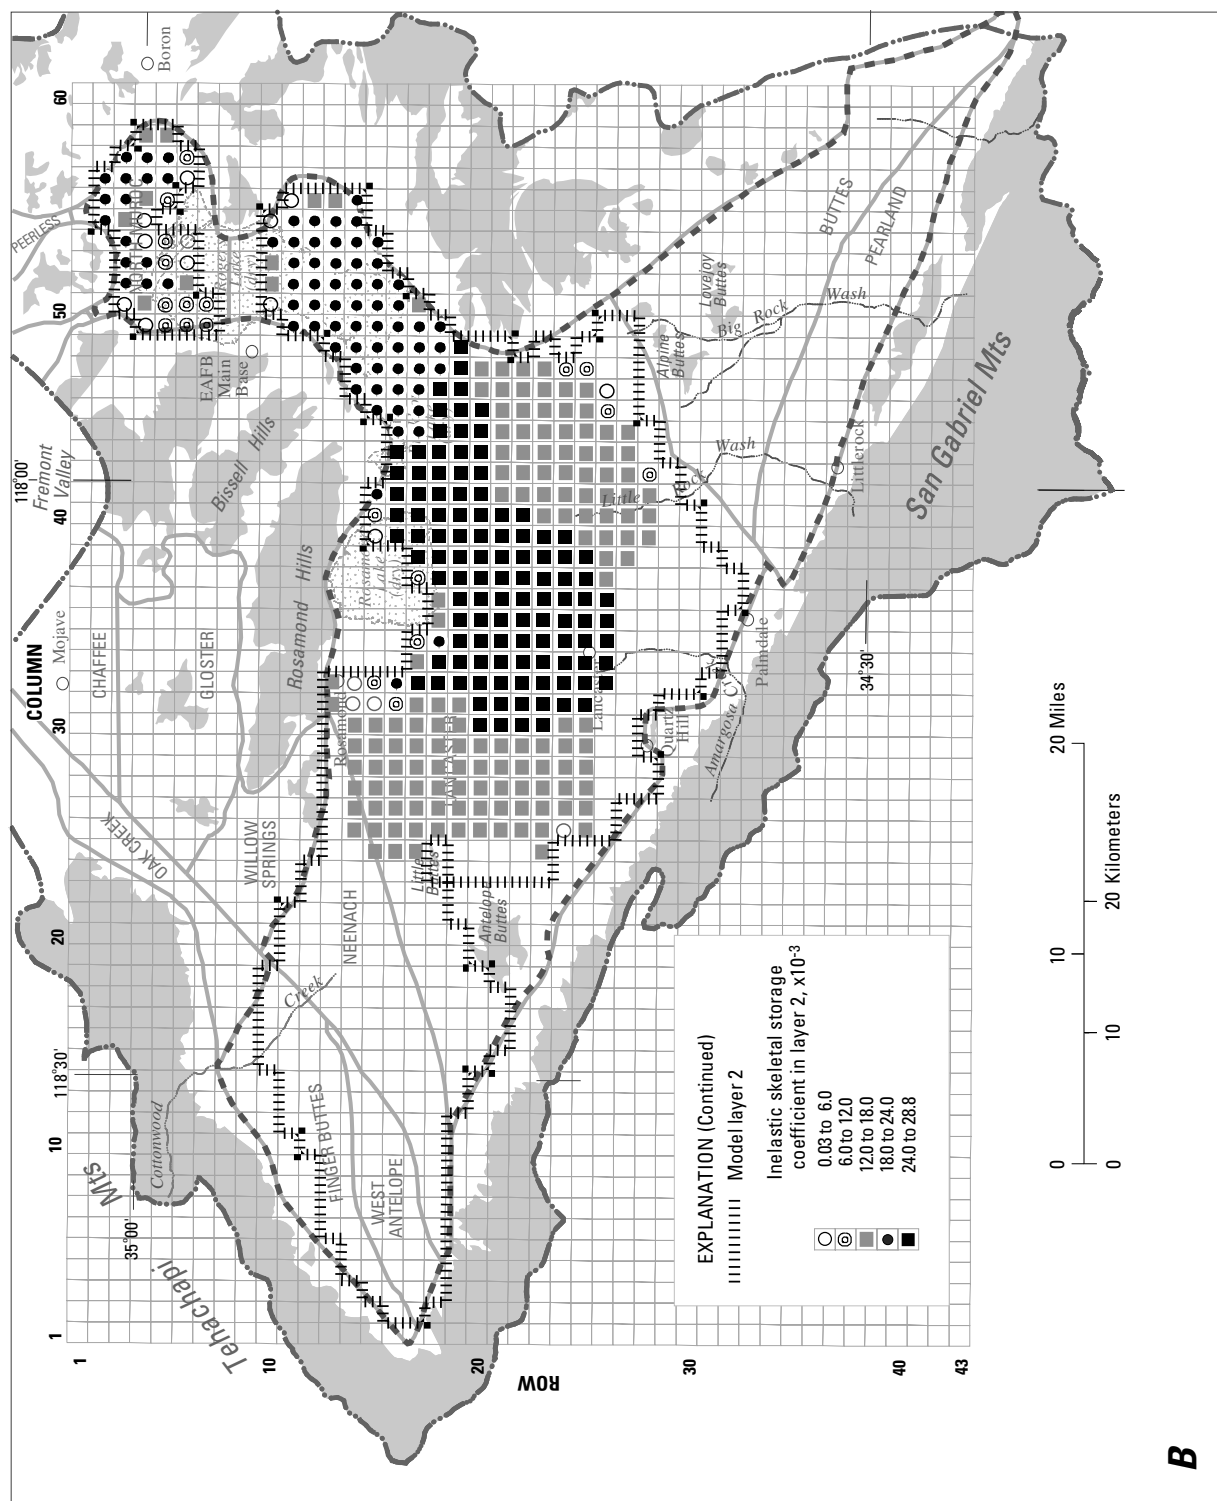 COLUMN
1
10
20
30
40
50
60
ROW
1
10
20
30
40
43
118°30'
118°00'
35°00'
34°30'
Tehachapi
Mts
Cottonwood
Creek
OAK CREEK
Mojave
CHAFFEE
GLOSTER
WILLOW
SPRINGS
NEENACH
FINGER BUTTES
WEST
ANTELOPE
Fremont
Valley
Bissell Hills
Rosamond Hills
Rosamond
EAFB
Main
Base
PEERLESS
Boron
LANCASTER
Lancaster
Little
Buttes
Antelope
Buttes
Quartz
Hill
Amargosa Cr
Palmdale
Little Rock Wash
Littlerock
Big Rock Wash
Alpine
Buttes
Lovejoy
Buttes
BUTTES
PEARLAND
San Gabriel Mts
EXPLANATION (Continued)
Model layer 2
Inelastic skeletal storage
coefficient in layer 2, x10-3
0.03 to 6.0
6.0 to 12.0
12.0 to 18.0
18.0 to 24.0
24.0 to 28.8
0 10 20 Miles
0 10 20 Kilometers
B